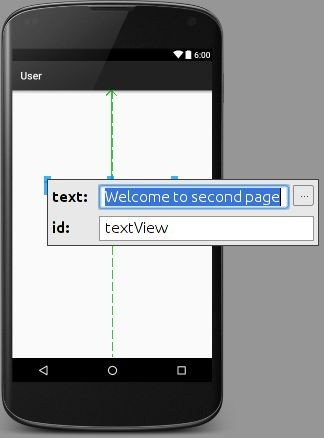 6:00
User
text: Welcome to second page ...
id: textView